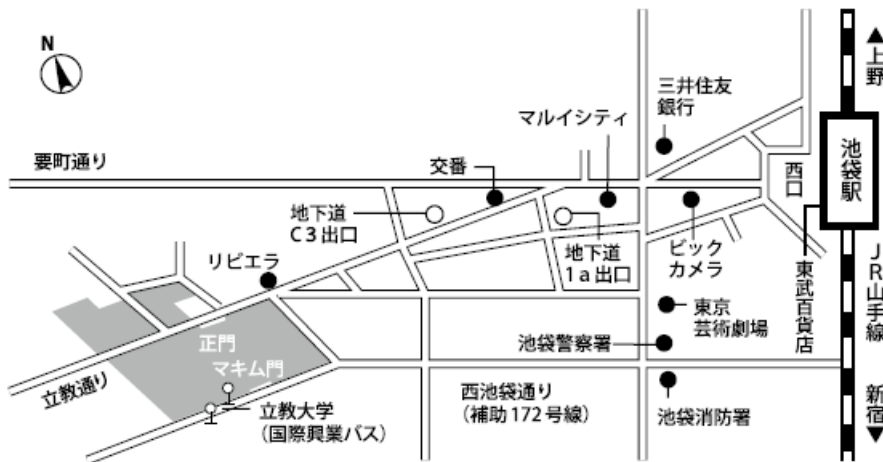 N
▲上野
三井住友
銀行
マルイシティ
池袋駅
要町通り
交番
西口
地下道
C3出口
地下道
1a出口
ビック
カメラ
リビエラ
東武百貨店
JR山手線
東京
芸術劇場
正門
池袋警察署
マキム門
立教通り
立教大学
(国際興業バス)
西池袋通り
(補助172号線)
池袋消防署
新宿▼